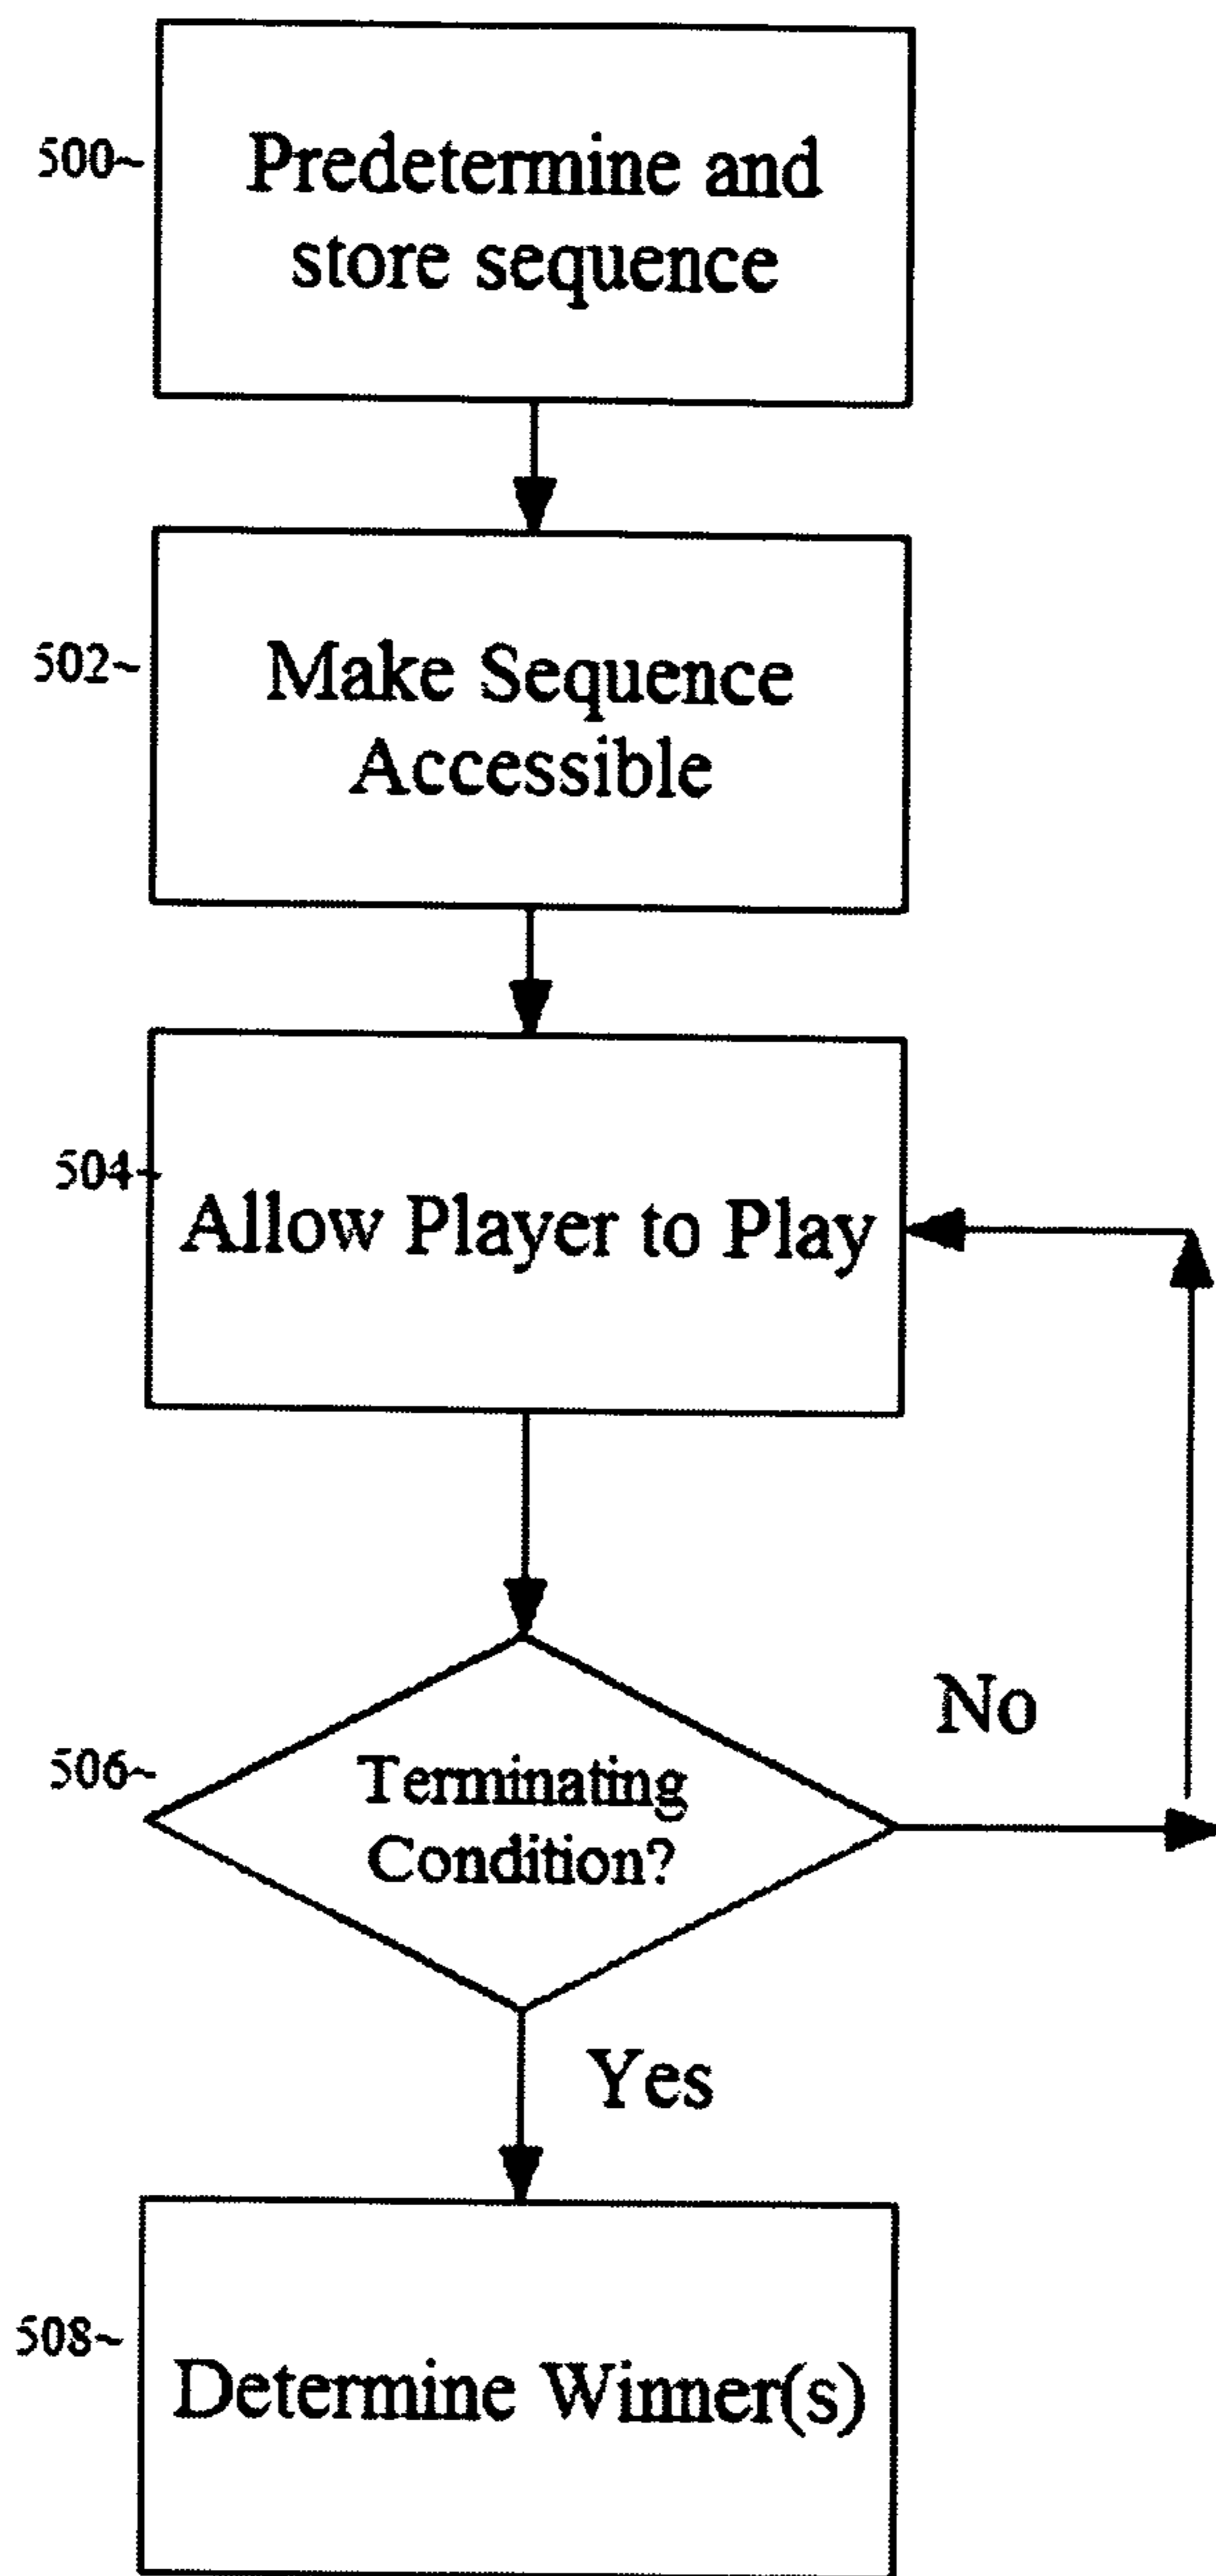 500~
Predetermine and
store sequence
502~
Make Sequence
Accessible
504~
Allow Player to Play
No
506~
Terminating
Condition?
Yes
508~
Determine Winner(s)